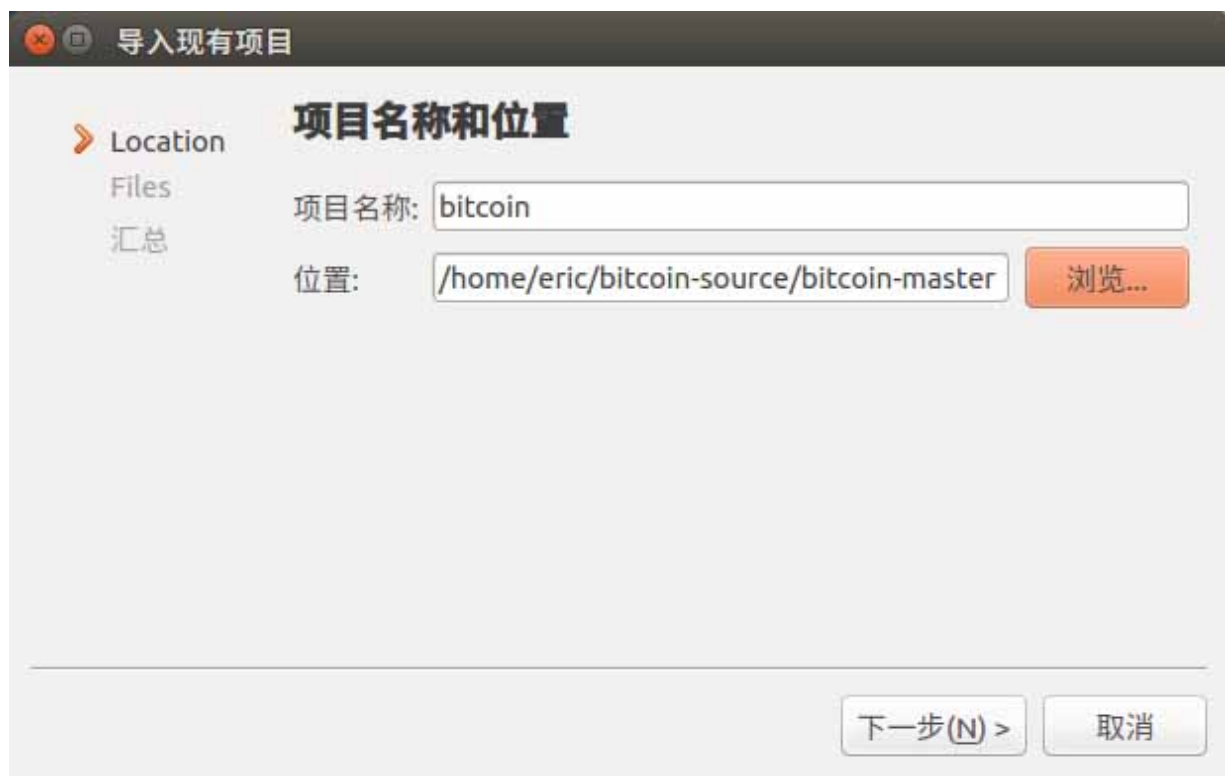 导入现有项目
Location
Files
汇总
项目名称和位置
项目名称: bitcoin
位置: /home/eric/bitcoin-source/bitcoin-master 浏览...
下一步(N) > 取消